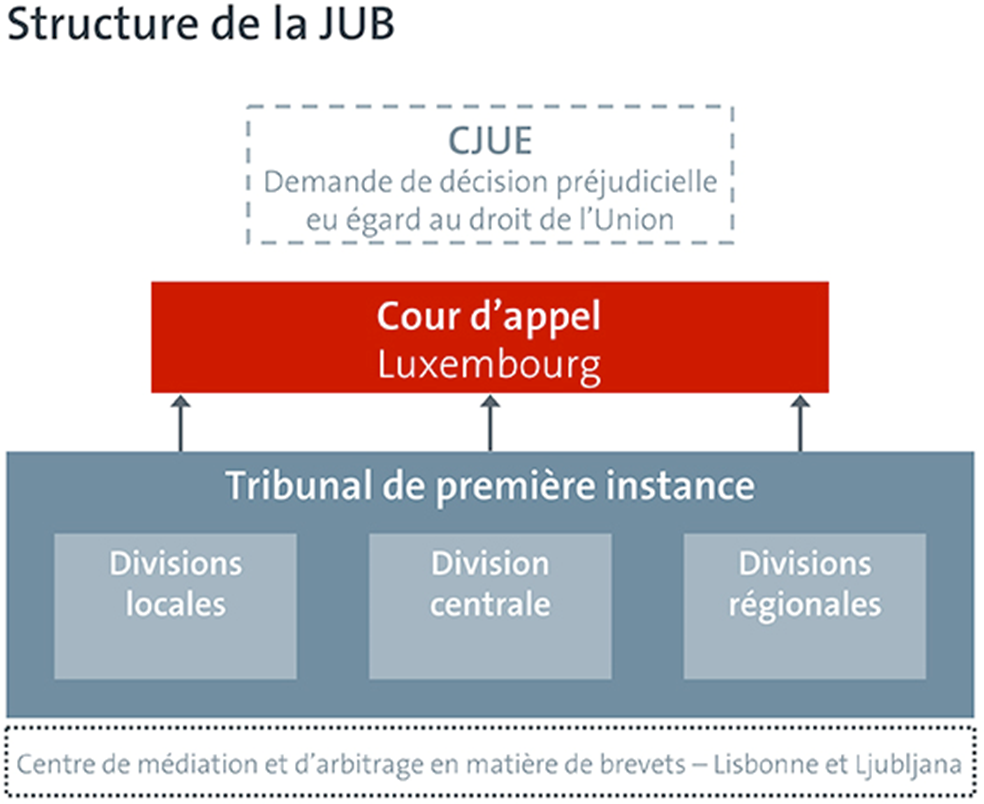 Structure de la JUB
CJUE
Demande de décision préjudicielle
eu égard au droit de l’Union
Cour d’appel
Luxembourg
Tribunal de première instance
Divisions
locales
Division
centrale
Divisions
régionales
Centre de médiation et d’arbitrage en matière de brevets – Lisbonne et Ljubljana